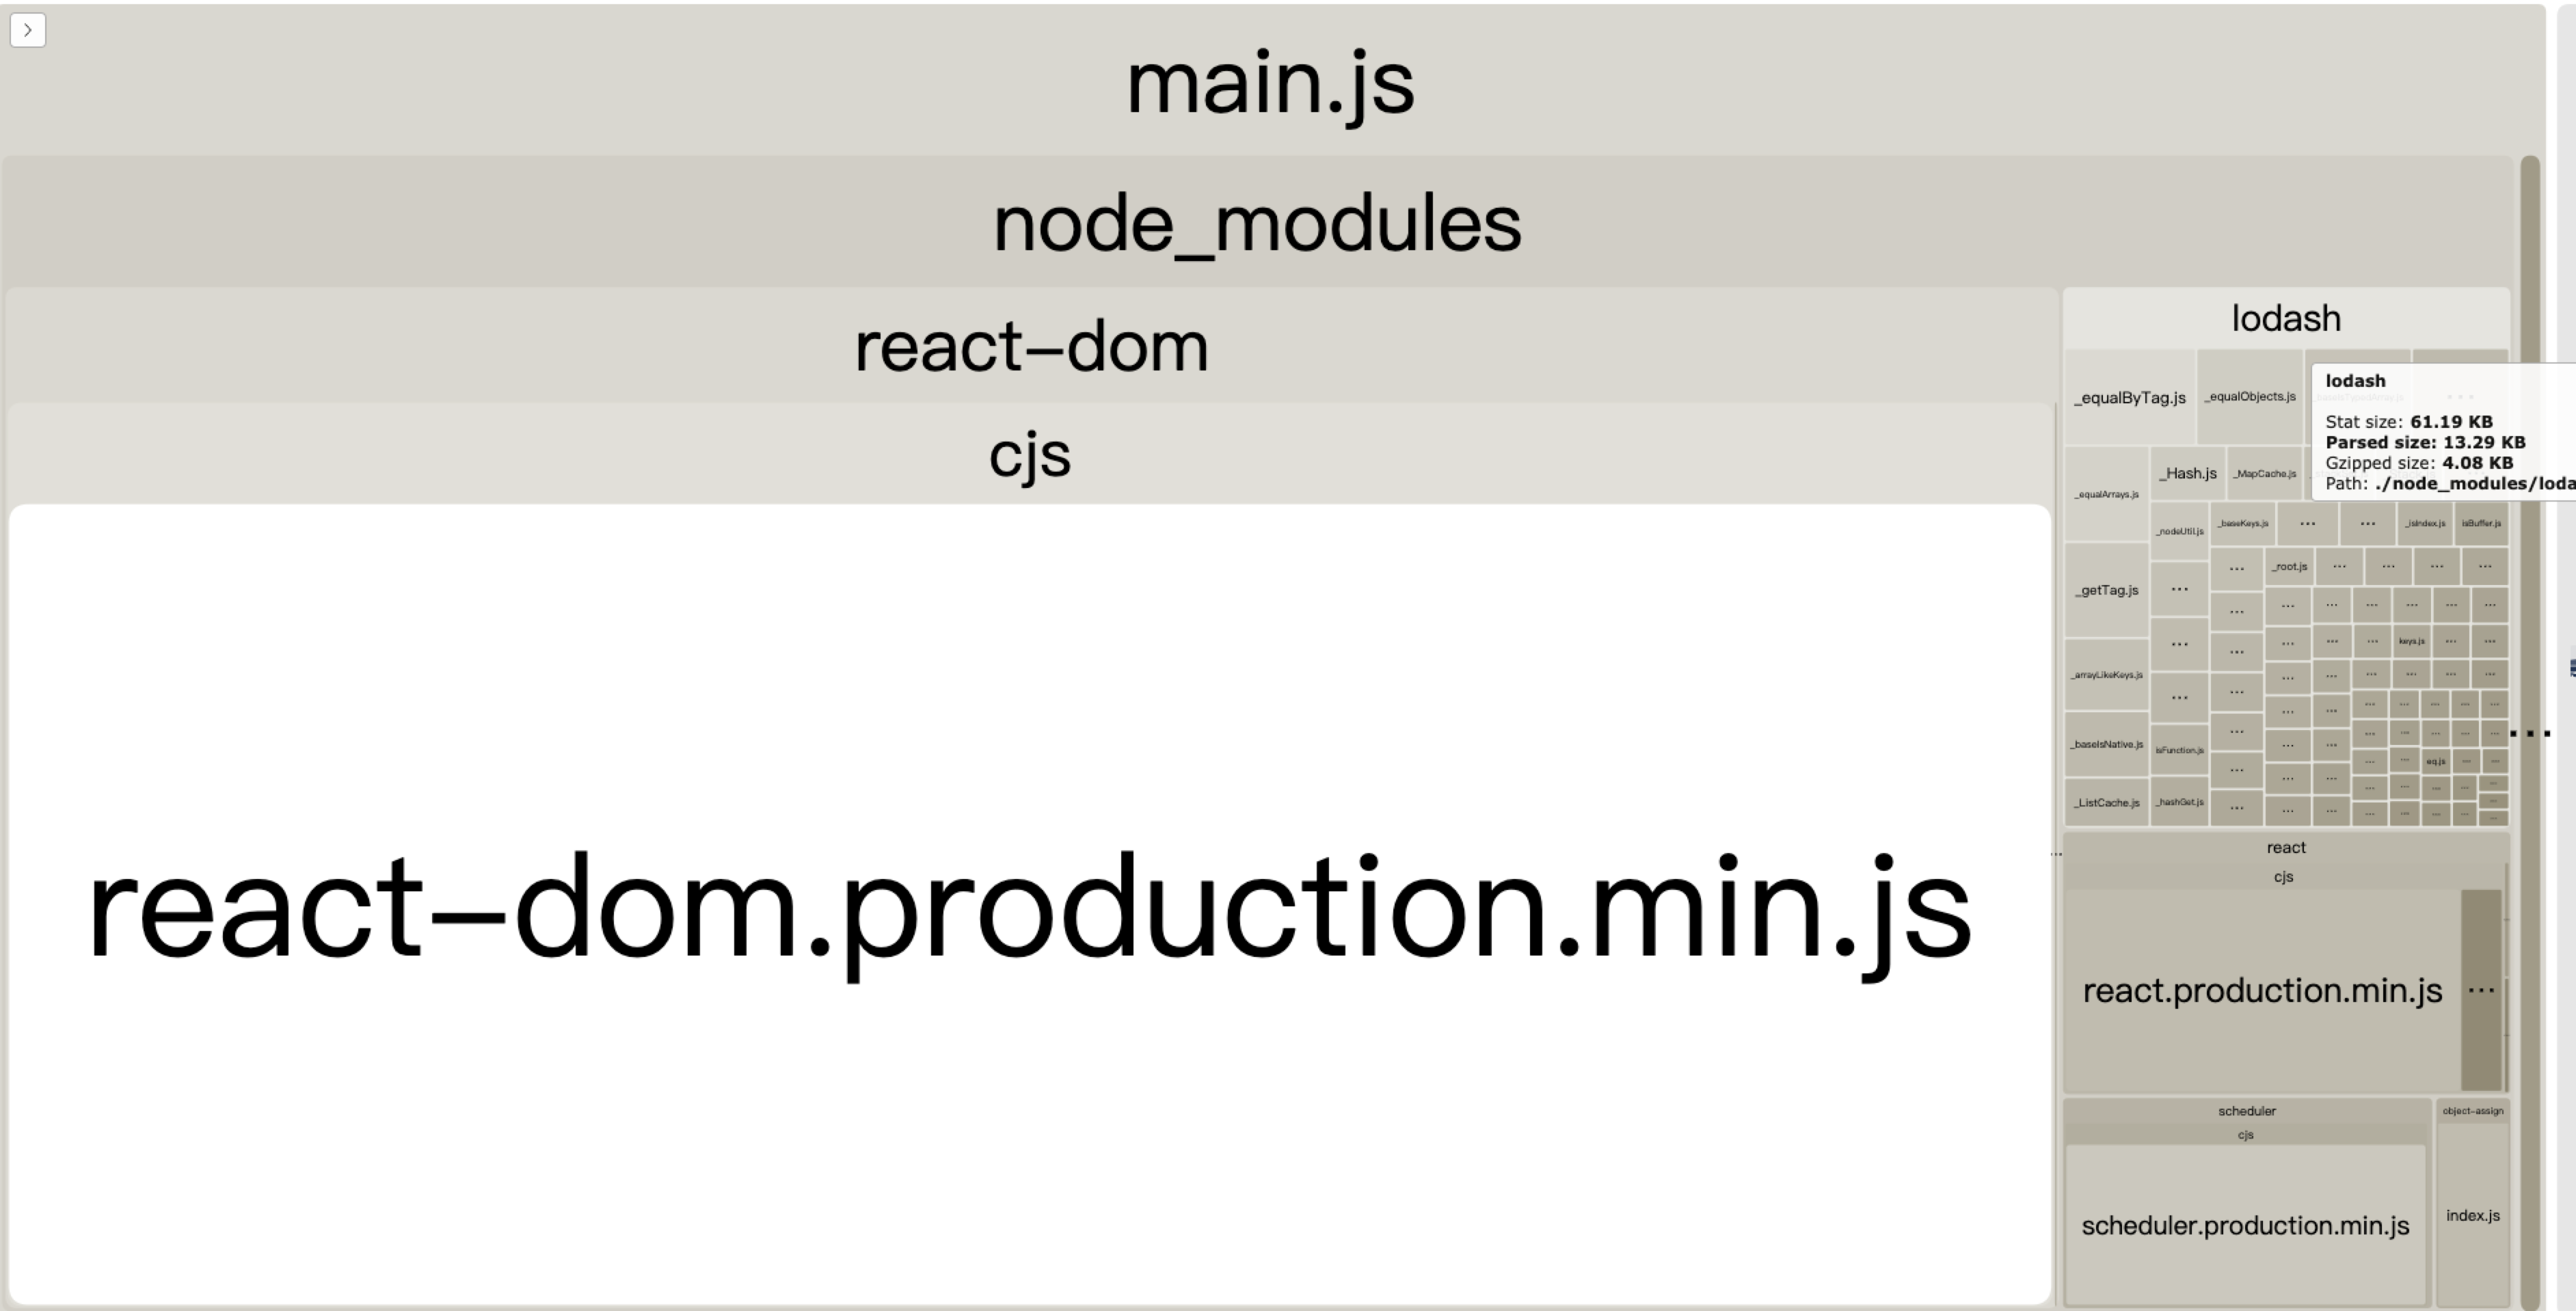 main.js
node_modules
react-dom
cjs
react-dom.production.min.js
lodash
_equalByTag.js
_equalObjects.js
...
lodash
Stat size: 61.19 KB
Parsed size: 13.29 KB
Gzipped size: 4.08 KB
Path: ./node_modules/loda
_equalArrays.js
_Hash.js
_MapCache.js
_nodeUtil.js
_baseKeys.js
...
...
_isIndex.js
isBuffer.js
_getTag.js
_root.js
_arrayLikeKeys.js
keys.js
_baseIsNative.js
isFunction.js
eq.js
_ListCache.js
_hashGet.js
...
react
cjs
react.production.min.js
...
scheduler
cjs
scheduler.production.min.js
object-assign
index.js